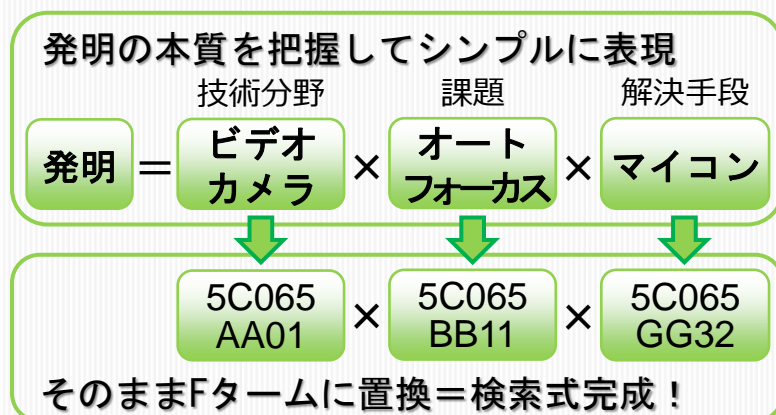 発明の本質を把握してシンプルに表現
技術分野 課題 解決手段
発明 = ビデオカメラ × オートフォーカス × マイコン
5C065 AA01 × 5C065 BB11 × 5C065 GG32
そのままFタームに置換=検索式完成!